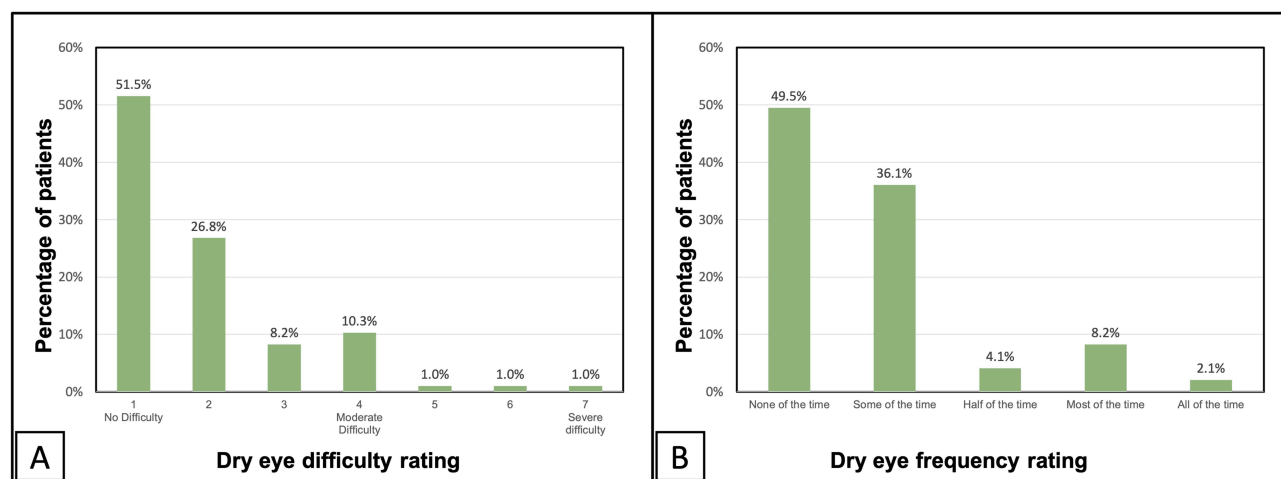 Percentage of patients
60%
50%
40%
30%
20%
10%
0%
51.5%
26.8%
8.2%
10.3%
1.0%
1.0%
1.0%
1
No Difficulty
2
3
4
Moderate
Difficulty
5
6
7
Severe
difficulty
A
Dry eye difficulty rating
Percentage of patients
60%
50%
40%
30%
20%
10%
0%
49.5%
36.1%
4.1%
8.2%
2.1%
None of the time
Some of the time
Half of the time
Most of the time
All of the time
B
Dry eye frequency rating